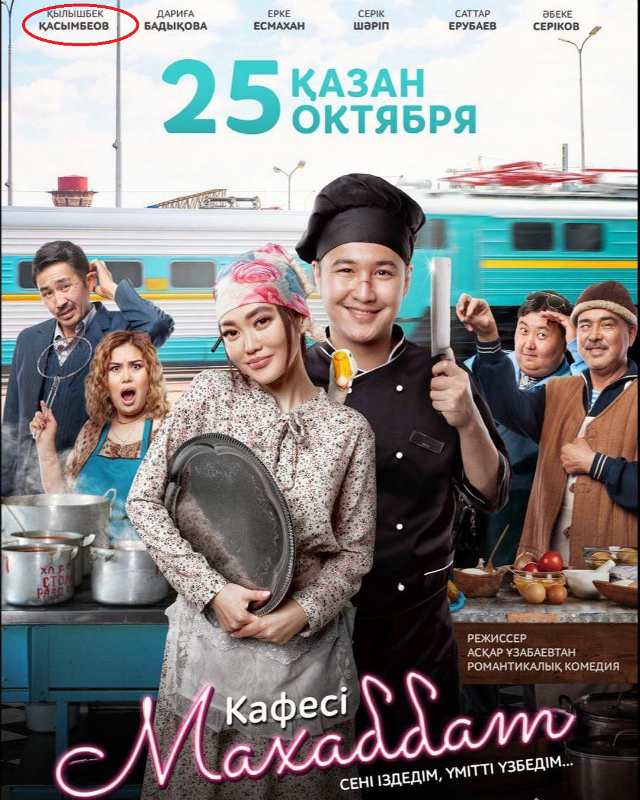 ҚЫЛЫШБЕК ДАРИҒА ЕРКЕ СЕРІК САТТАР ӘБЕКЕ
ҚАСЫМБЕОВ БАДЫҚОВА ЕСМАХАН ШӘРІП ЕРУБАЕВ СЕРІКОВ
25 ҚАЗАН
ОКТЯБРЯ
РЕЖИССЕР
АСҚАР ҰЗАБАЕВТАН
РОМАНТИКАЛЫҚ КОМЕДИЯ
Кафесі
Махаббат
СЕНІ ІЗДЕДІМ, ҮМІТТІ ҮЗБЕДІМ...